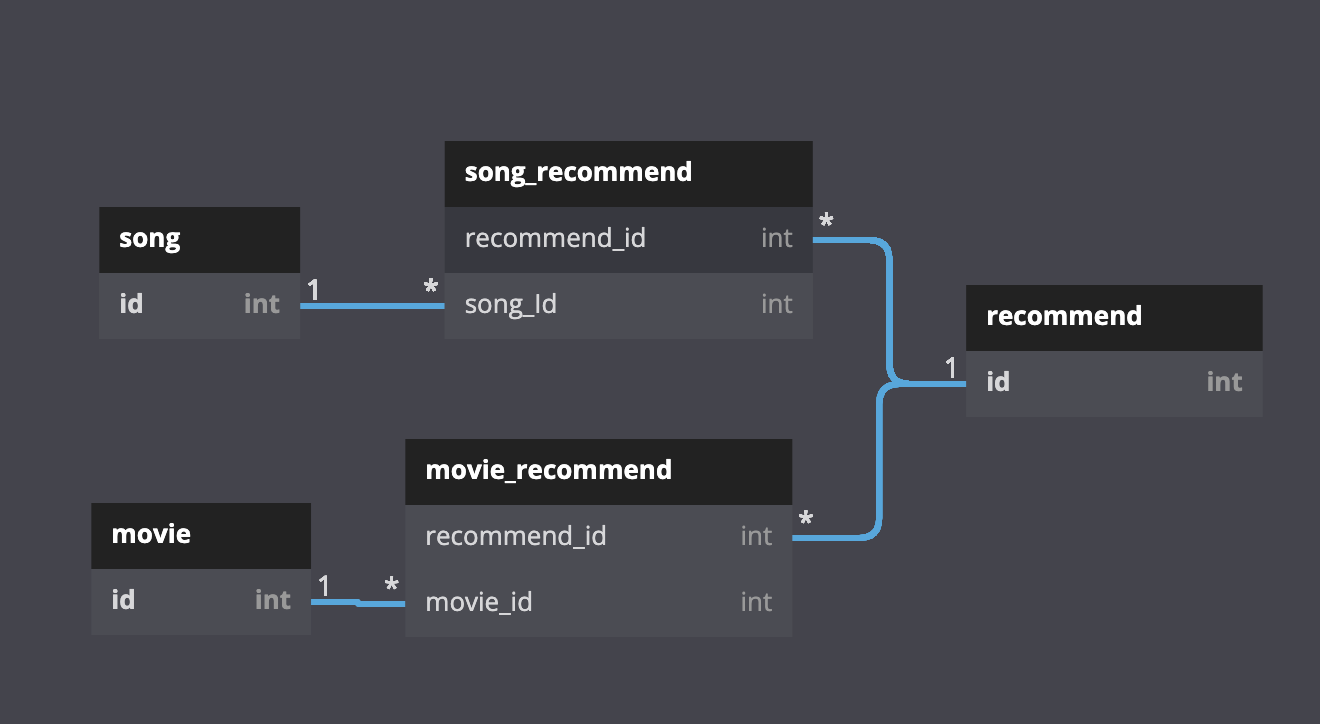 song_recommend
recommend_id int
song_Id int
song
id int
1 *
* 1
recommend
id int
movie_recommend
recommend_id int
movie_id int
movie
id int
1 *
*